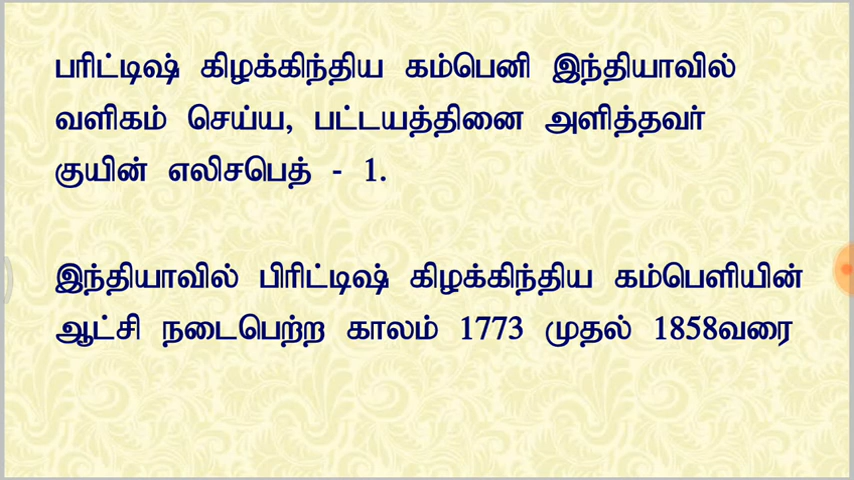 பரிட்டிஷ் கிழக்கிந்திய கம்பெனி இந்தியாவில்
வளிகம் செய்ய, பட்டயத்தினை அளித்தவர்
குயின் எலிசபெத் - 1.
இந்தியாவில் பிரிட்டிஷ் கிழக்கிந்திய கம்பெளியின்
ஆட்சி நடைபெற்ற காலம் 1773 முதல் 1858வரை